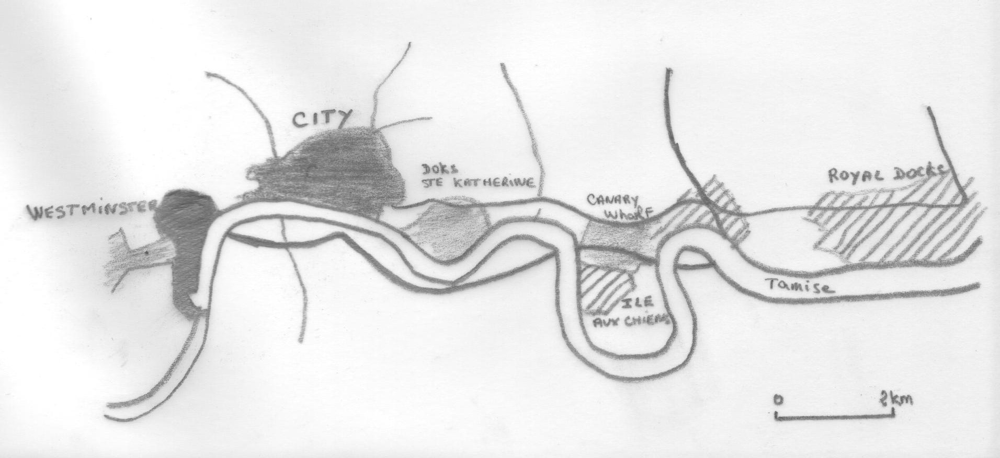 CITY
DOKS
STE KATHERINE
ROYAL DOCKS
WESTMINSTER
CANARY
WharF
Tamise
ILE
AUX CHIENS
0 2km